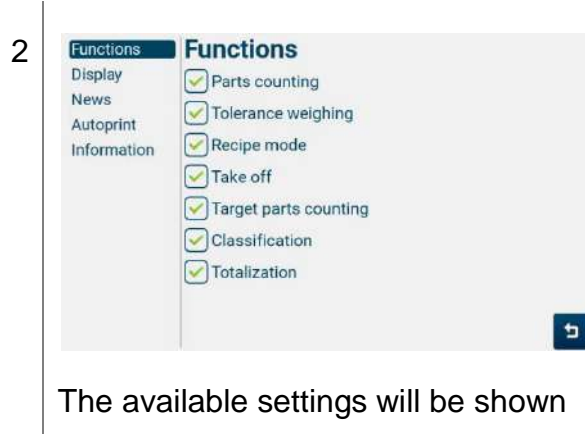 2
Functions
Display
News
Autoprint
Information
Functions
Parts counting
Tolerance weighing
Recipe mode
Take off
Target parts counting
Classification
Totalization
The available settings will be shown